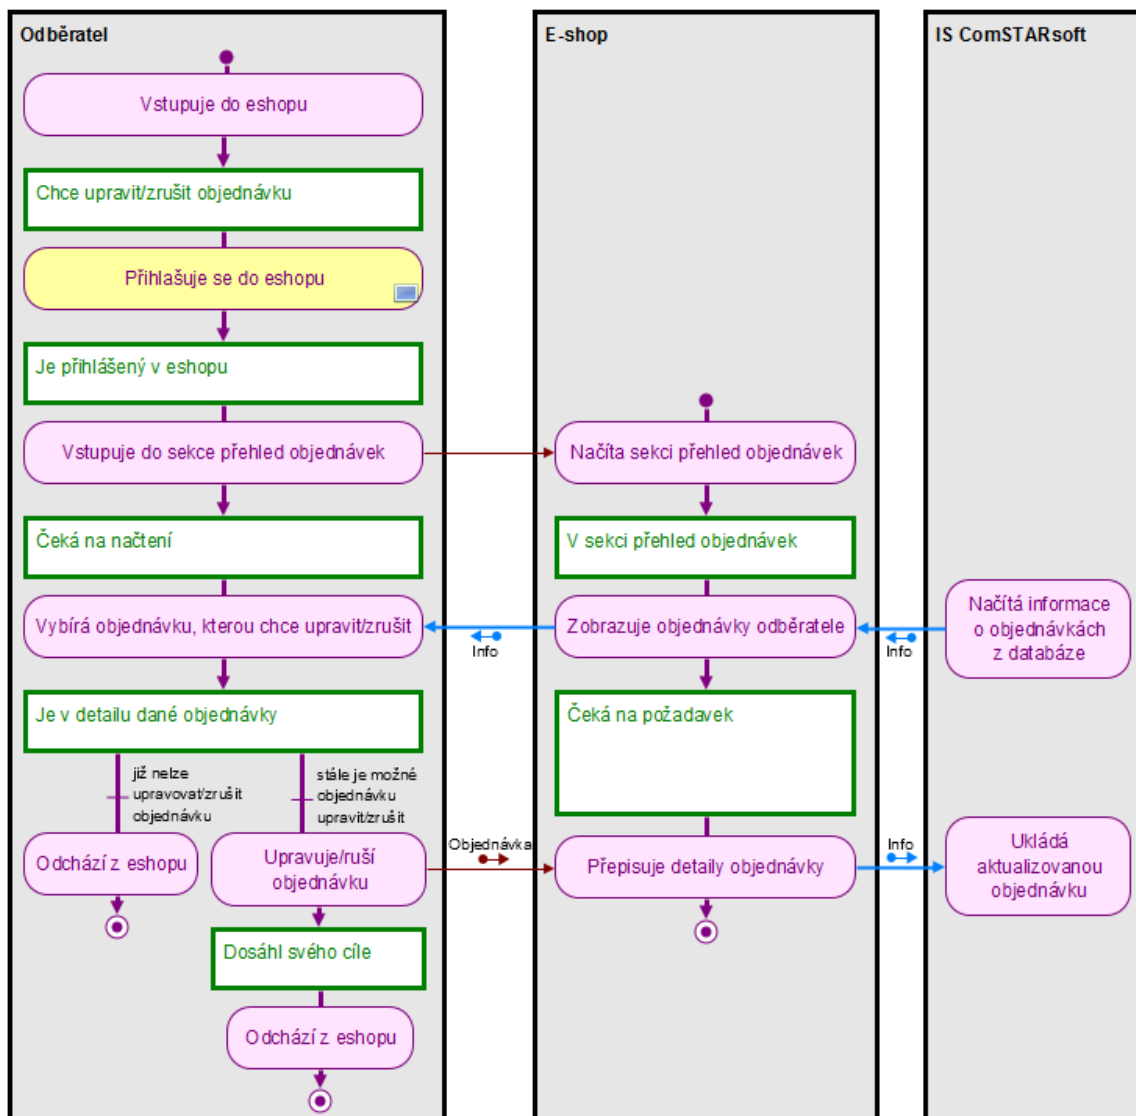 Odběratel
Vstupuje do eshopu
Chce upravit/zrušit objednávku
Přihlašuje se do eshopu
Je přihlášený v eshopu
Vstupuje do sekce přehled objednávek
Čeká na načtení
Vybírá objednávku, kterou chce upravit/zrušit
Je v detailu dané objednávky
již nelze
upravovat/zrušit
objednávku
stále je možné
objednávku
upravit/zrušit
Odchází z eshopu
Upravuje/ruší
objednávku
Dosáhl svého cíle
Odchází z eshopu
Info
Objednávka
E-shop
Načíta sekci přehled objednávek
V sekci přehled objednávek
Zobrazuje objednávky odběratele
Čeká na požadavek
Přepisuje detaily objednávky
Info
Info
IS ComSTARsoft
Načítá informace
o objednávkách
z databáze
Ukládá
aktualizovanou
objednávku